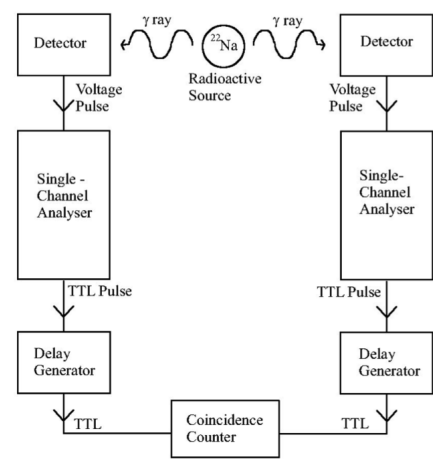 γ ray
γ ray
Detector
²²Na
Detector
Radioactive
Source
Voltage
Pulse
Voltage
Pulse
Single -
Channel
Analyser
Single-
Channel
Analyser
TTL Pulse
TTL Pulse
Delay
Generator
Delay
Generator
TTL
Coincidence
Counter
TTL